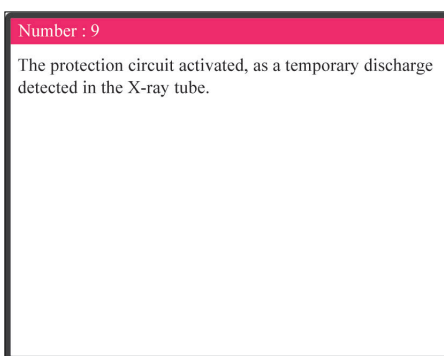 Number : 9
The protection circuit activated, as a temporary discharge
detected in the X-ray tube.